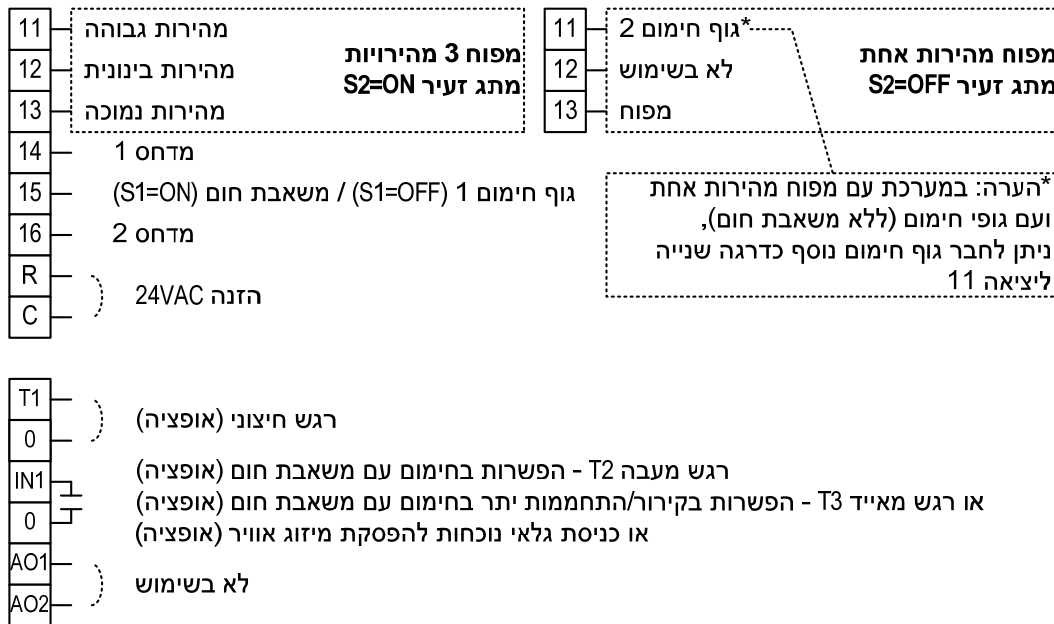 11 מהירות גבוהה
12 מהירות בינונית
13 מהירות נמוכה
מפוח 3 מהירויות
מתג זעיר S2=ON
14 מדחס 1
15 גוף חימום 1 (S1=OFF) / משאבת חום (S1=ON)
16 מדחס 2
R
C
הזנה 24VAC
11 *גוף חימום 2
12 לא בשימוש
13 מפוח
מפוח מהירות אחת
מתג זעיר S2=OFF
*הערה: במערכת עם מפוח מהירות אחת
ועם גופי חימום (ללא משאבת חום),
ניתן לחבר גוף חימום נוסף כדרגה שנייה
ליציאה 11
T1
0
רגש חיצוני (אופציה)
IN1
0
רגש מעבה T2 - הפשרות בחימום עם משאבת חום (אופציה)
או רגש מאייד T3 - הפשרות בקירור/התחממות יתר בחימום עם משאבת חום (אופציה)
או כניסת גלאי נוכחות להפסקת מיזוג אוויר (אופציה)
AO1
AO2
לא בשימוש